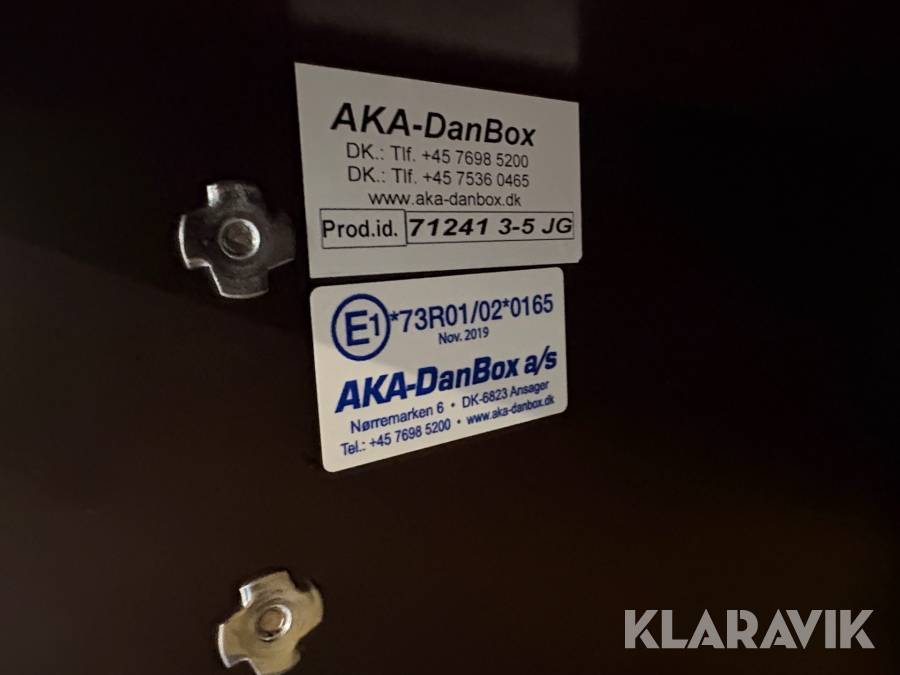 AKA-DanBox
DK.: Tlf. +45 7698 5200
DK.: Tlf. +45 7536 0465
www.aka-danbox.dk
Prod.id. 71241 3-5 JG
E1 *73R01/02*0165
Nov. 2019
AKA-DanBox a/s
Nørremarken 6 • DK-6823 Ansager
Tel.: +45 7698 5200 • www.aka-danbox.dk
KLARAVIK